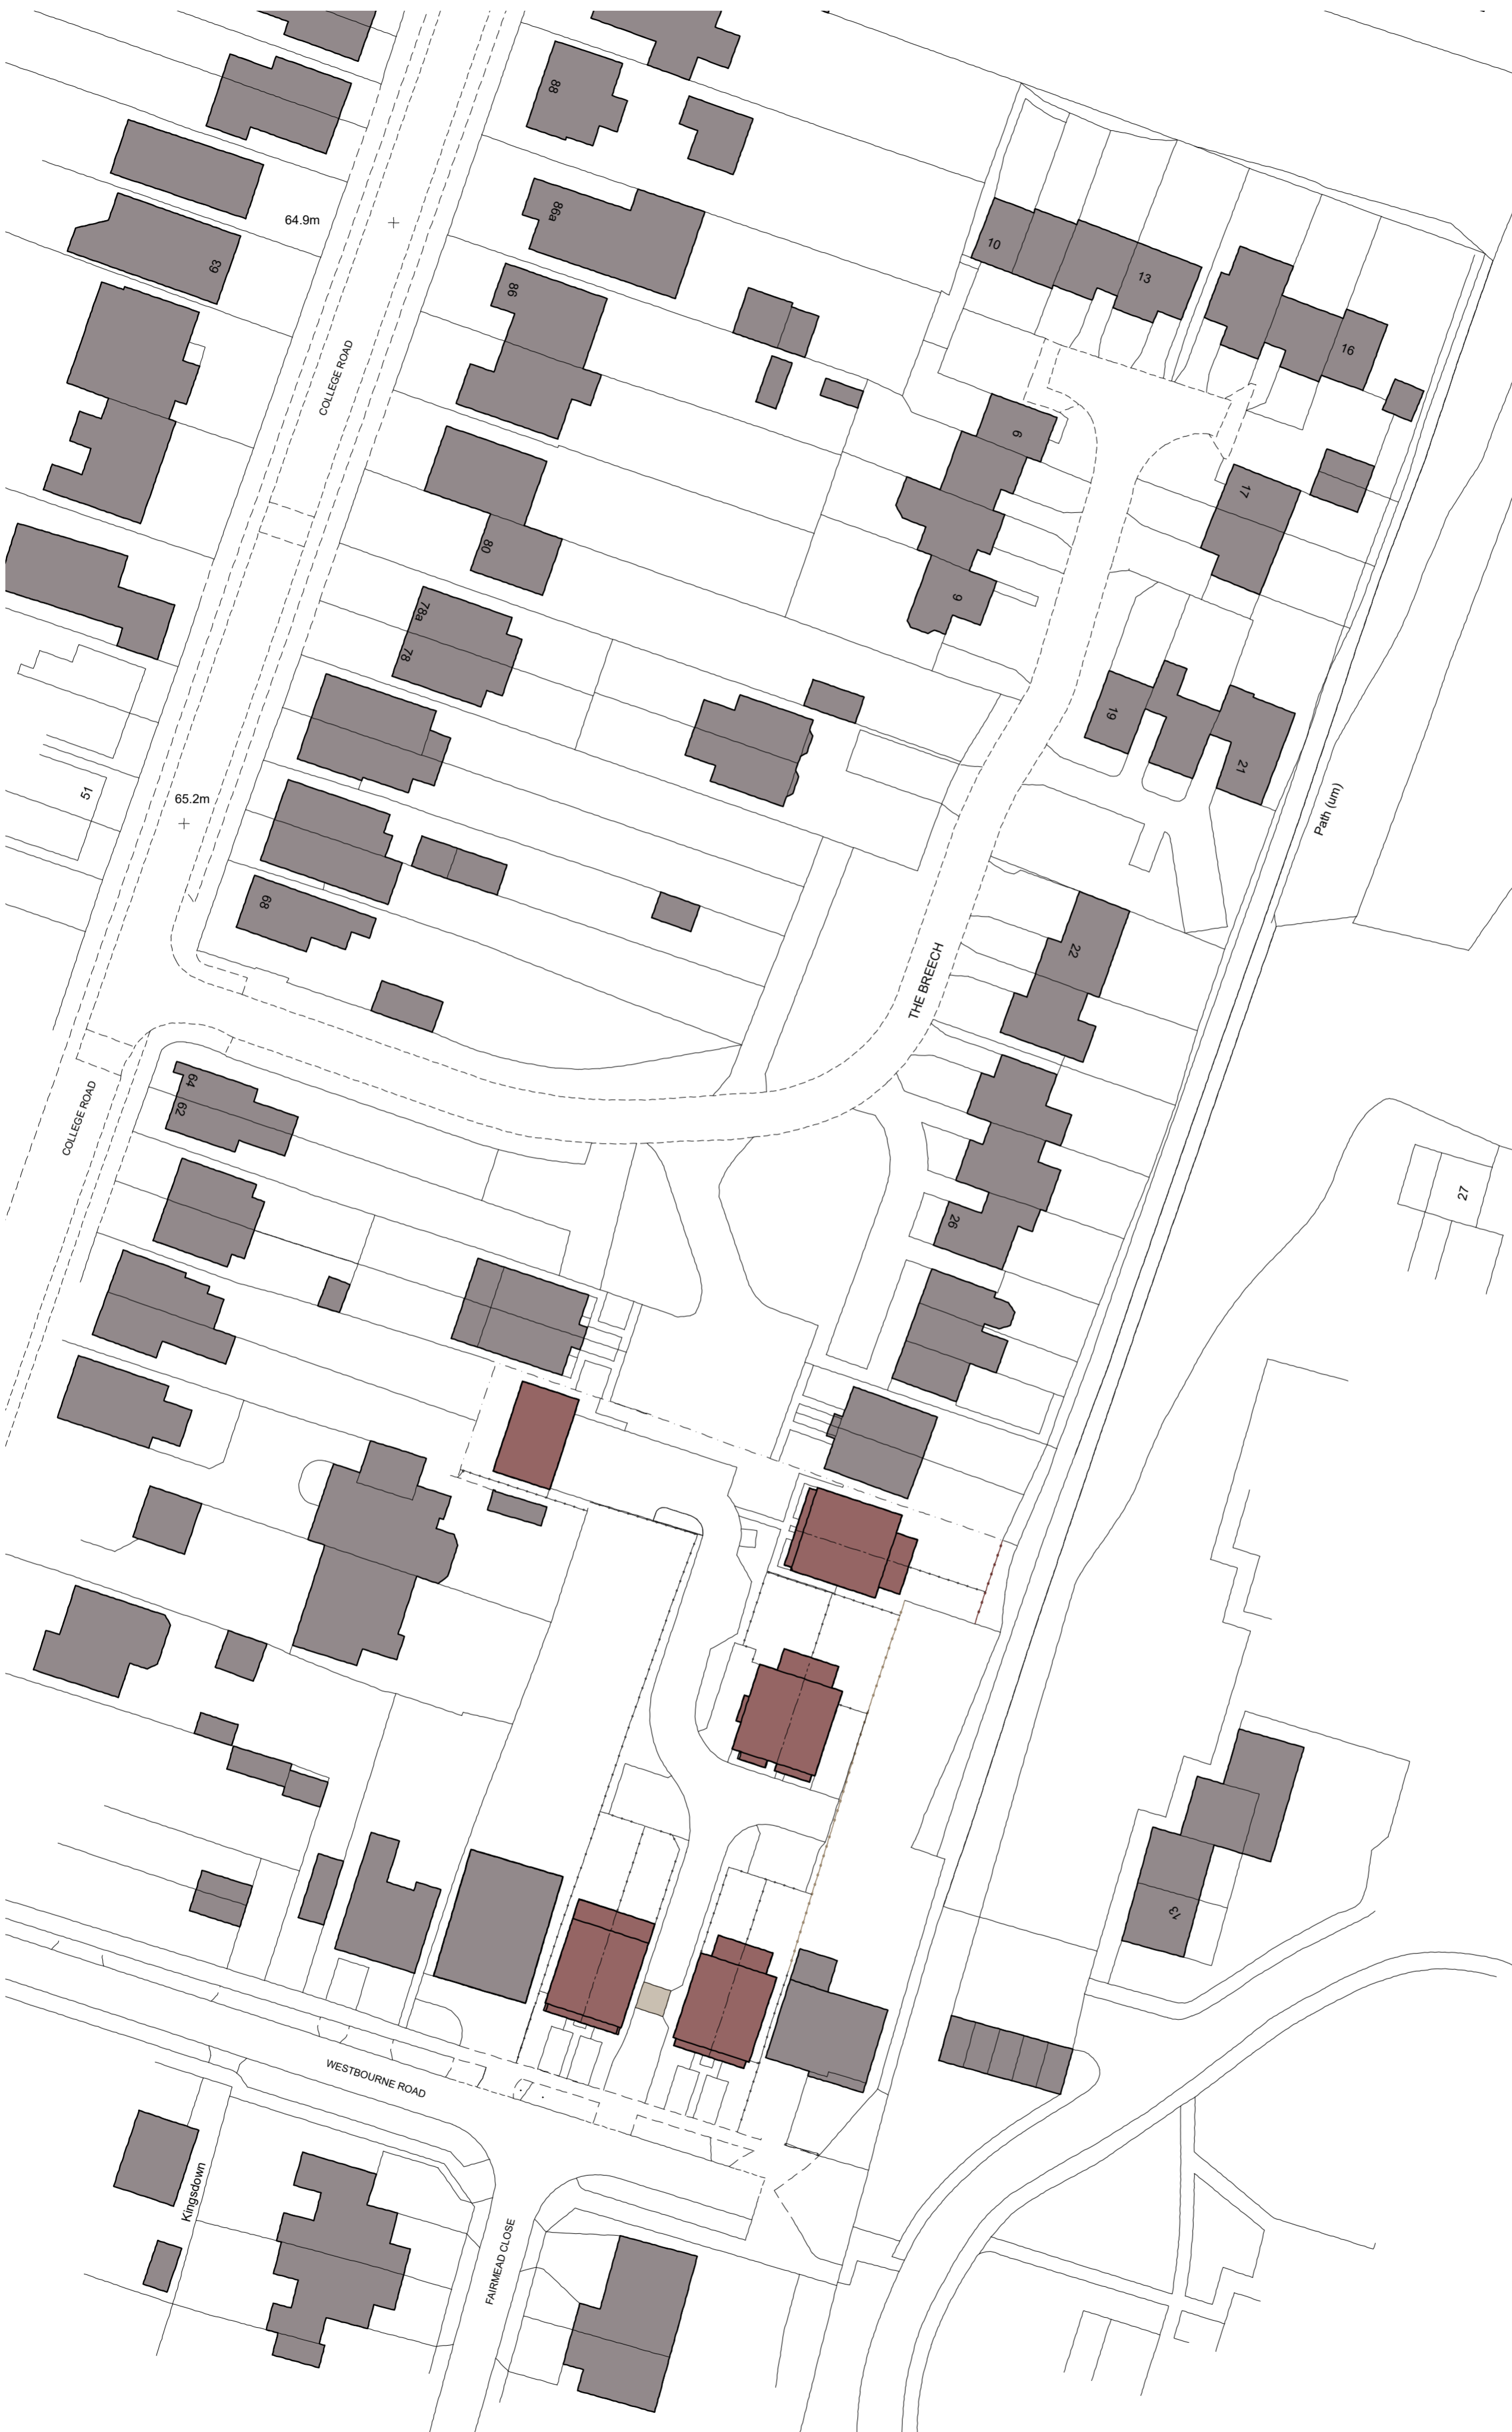 88
86a
64.9m
63
86
COLLEGE ROAD
10
13
16
6
17
80
9
78a
78
19
21
51
65.2m
Path (um)
68
22
THE BREECH
64
62
COLLEGE ROAD
27
26
73
WESTBOURNE ROAD
Kingsdown
FAIRMEAD CLOSE